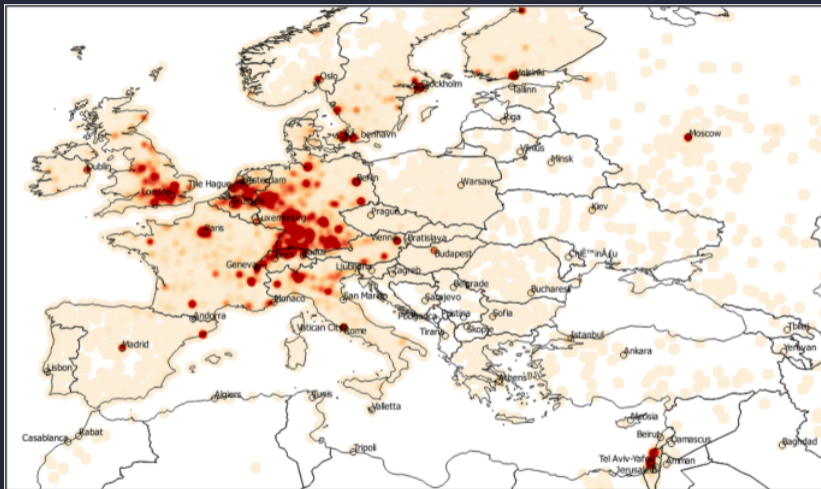 Oslo
Helsinki
Stockholm
Tallinn
Riga
benhavn
Moscow
Vilnius
Minsk
Dublin
The Hague
Amsterdam
Berlin
Warsaw
London
Luxembourg
Prague
Kiev
Paris
Vienna
Bratislava
Budapest
Geneva
Ljubljana
Zagreb
Monaco
San Marino
Belgrade
Bucharest
Andorra
Sarajevo
Vatican City
Rome
Pristina
Sofia
Skopje
Tirana
Istanbul
Tbilisi
Yerevan
Madrid
Ankara
Lisbon
Athens
Algiers
Tunis
Valletta
Nicosia
Casablanca
Rabat
Beirut
Damascus
Baghdad
Tripoli
Tel Aviv-Yafo
Amman
Jerusalem